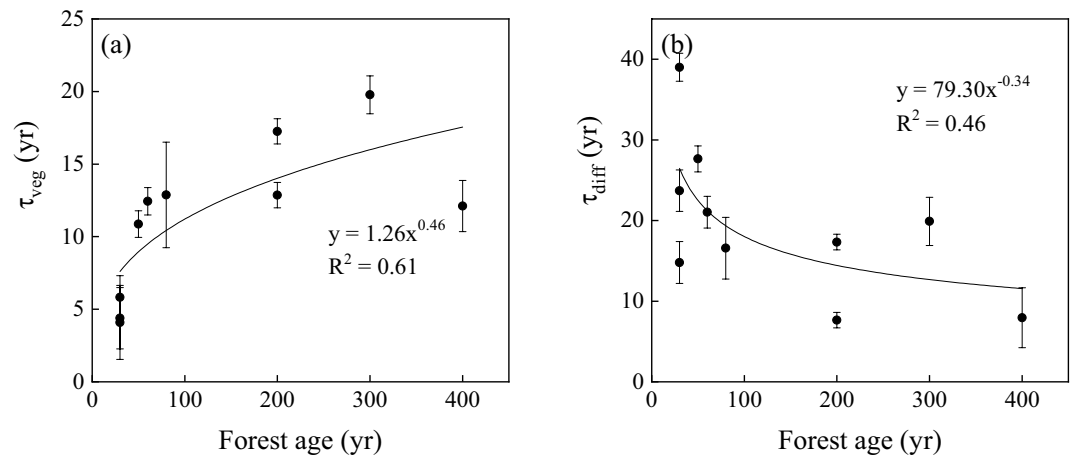 (a)
25
20
15
10
5
0
τveg (yr)
y = 1.26x^0.46
R² = 0.61
0 100 200 300 400
Forest age (yr)
(b)
40
30
20
10
0
τdiff (yr)
y = 79.30x^-0.34
R² = 0.46
0 100 200 300 400
Forest age (yr)